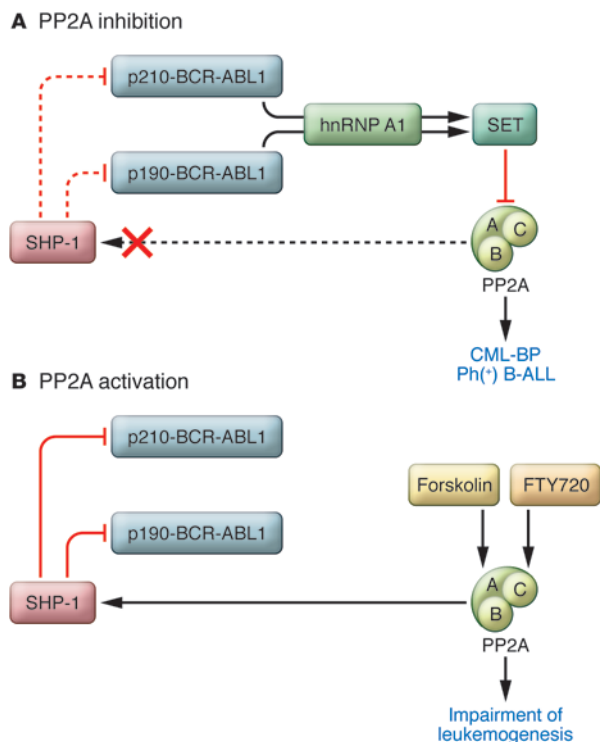 A PP2A inhibition
p210-BCR-ABL1
hnRNP A1
SET
p190-BCR-ABL1
SHP-1
A
C
B
PP2A
CML-BP
Ph(+) B-ALL
B PP2A activation
p210-BCR-ABL1
Forskolin
FTY720
p190-BCR-ABL1
SHP-1
A
C
B
PP2A
Impairment of
leukemogenesis